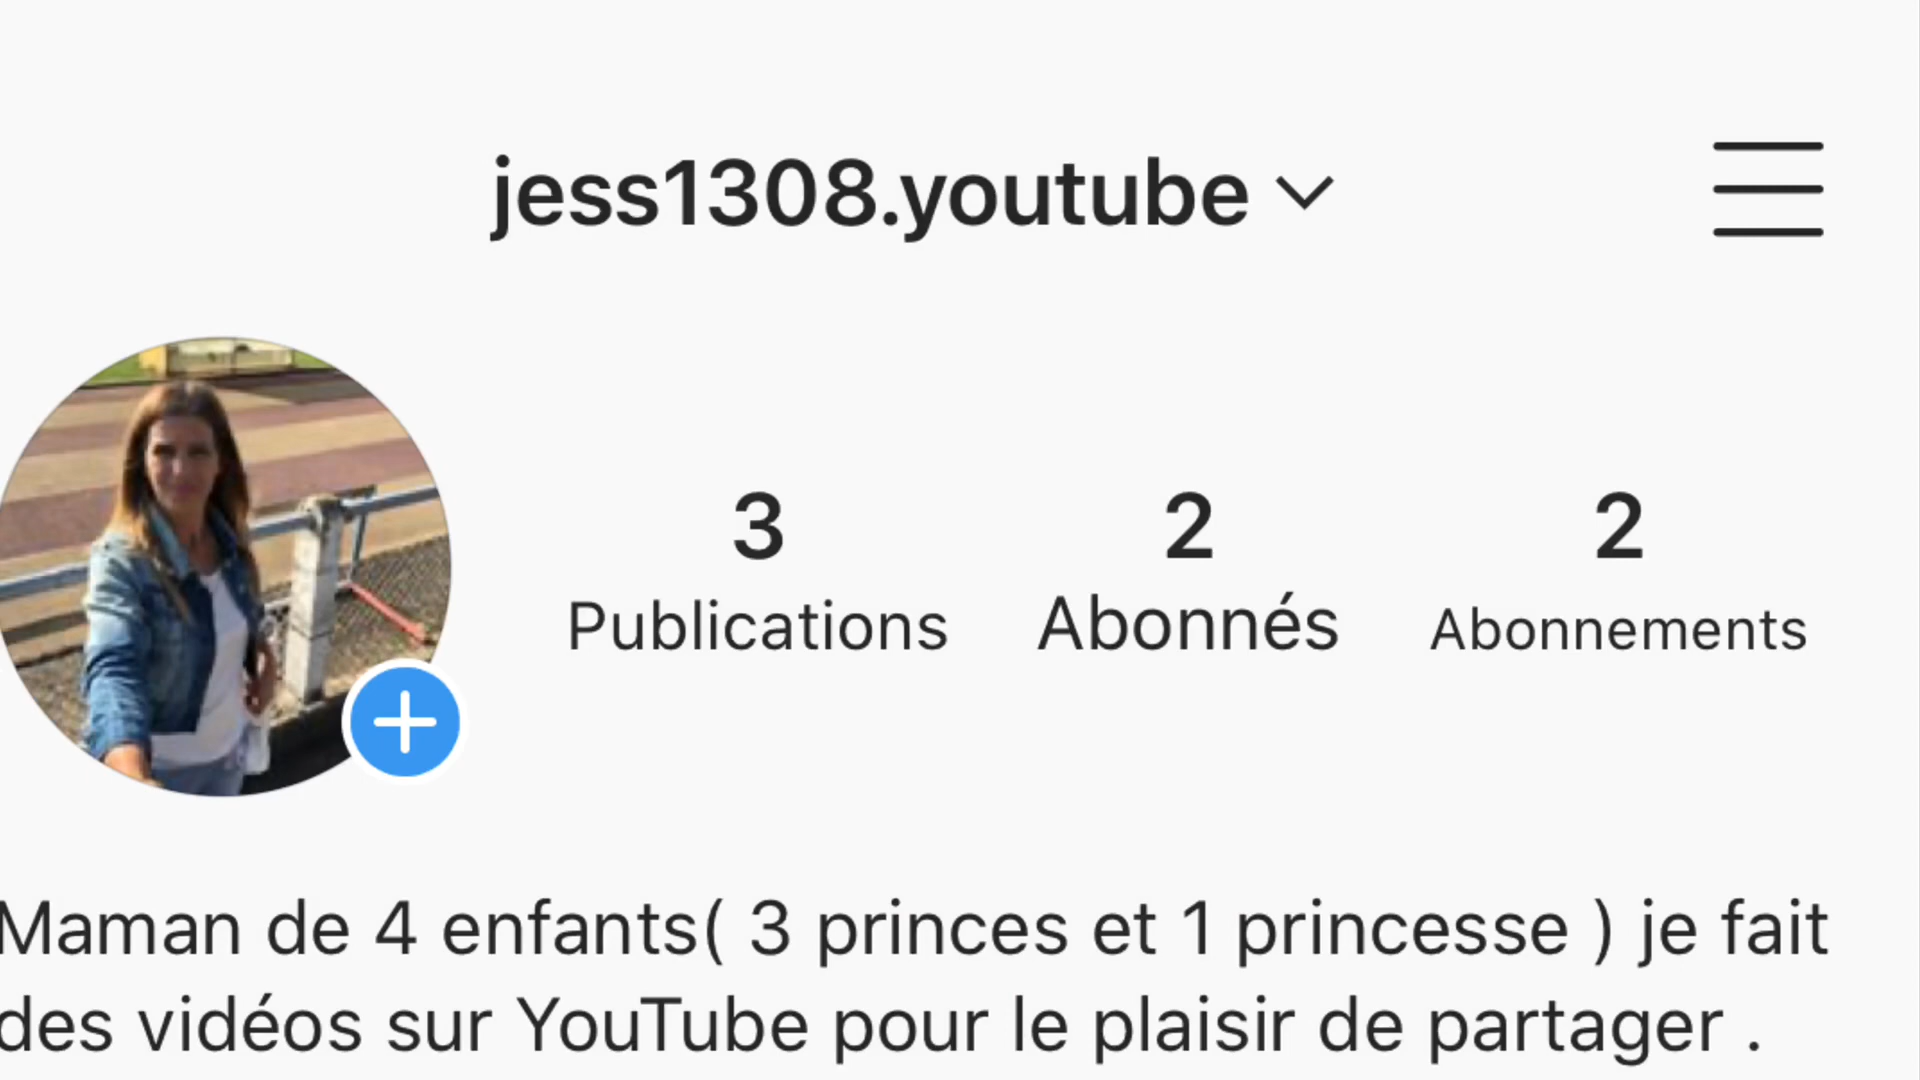 jess1308.youtube
3
2
2
Publications
Abonnés
Abonnements
Maman de 4 enfants( 3 princes et 1 princesse ) je fait
des vidéos sur YouTube pour le plaisir de partager .